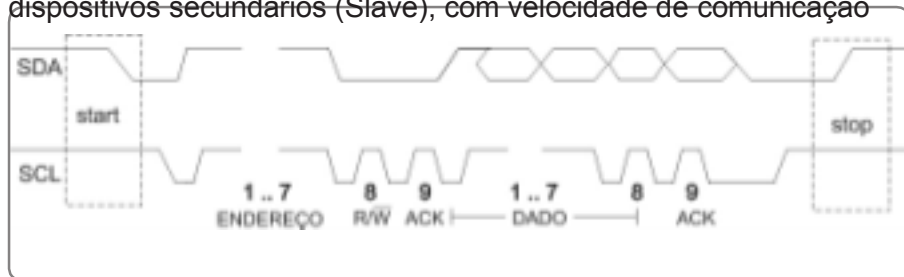 dispositivos secundários (Slave), com velocidade de comunicação
SDA
start
stop
SCL
1 .. 7 8 9 1 .. 7 8 9
ENDEREÇO R/W̅ ACK DADO ACK